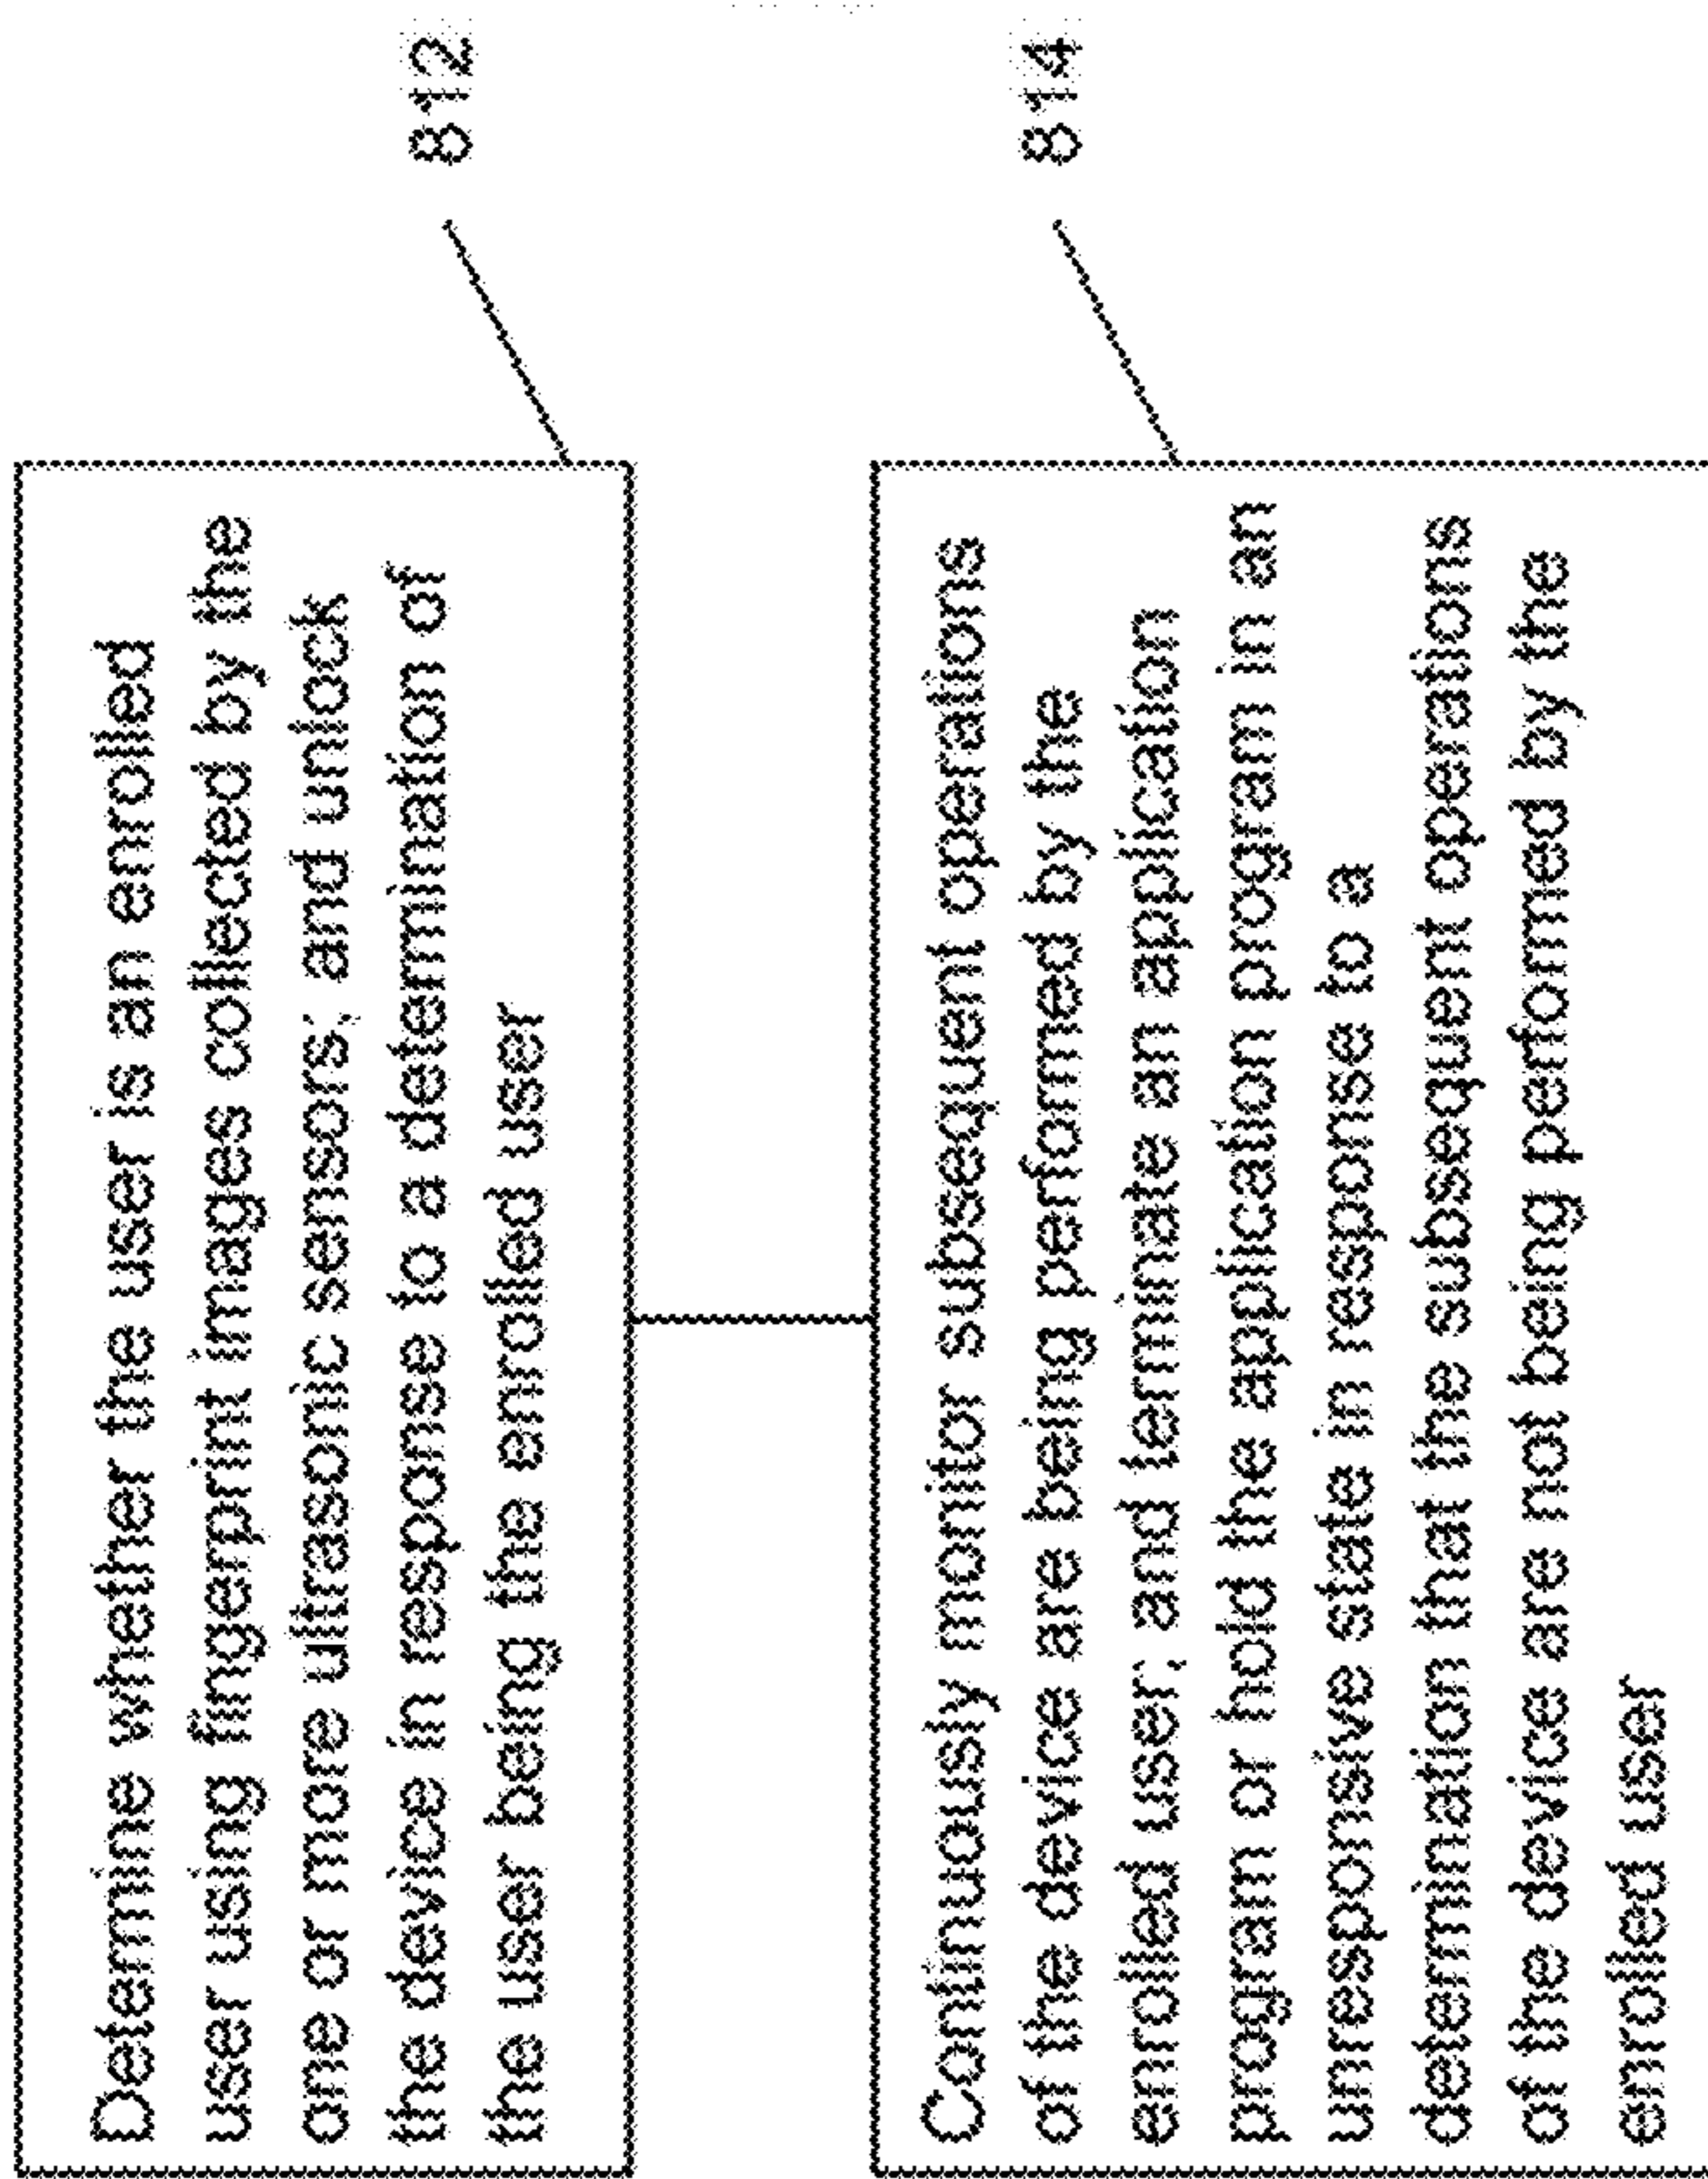 Determine whether the user is an enrolled
user using fingerprint images collected by the
one or more ultrasonic sensors; and unlock
the device in response to a determination of
the user being the enrolled user
812
Continuously monitor subsequent operations
of the device are being performed by the
enrolled user; and terminate an application
program or hold the application program in an
unresponsive state in response to a
determination that the subsequent operations
of the device are not being performed by the
enrolled user
814